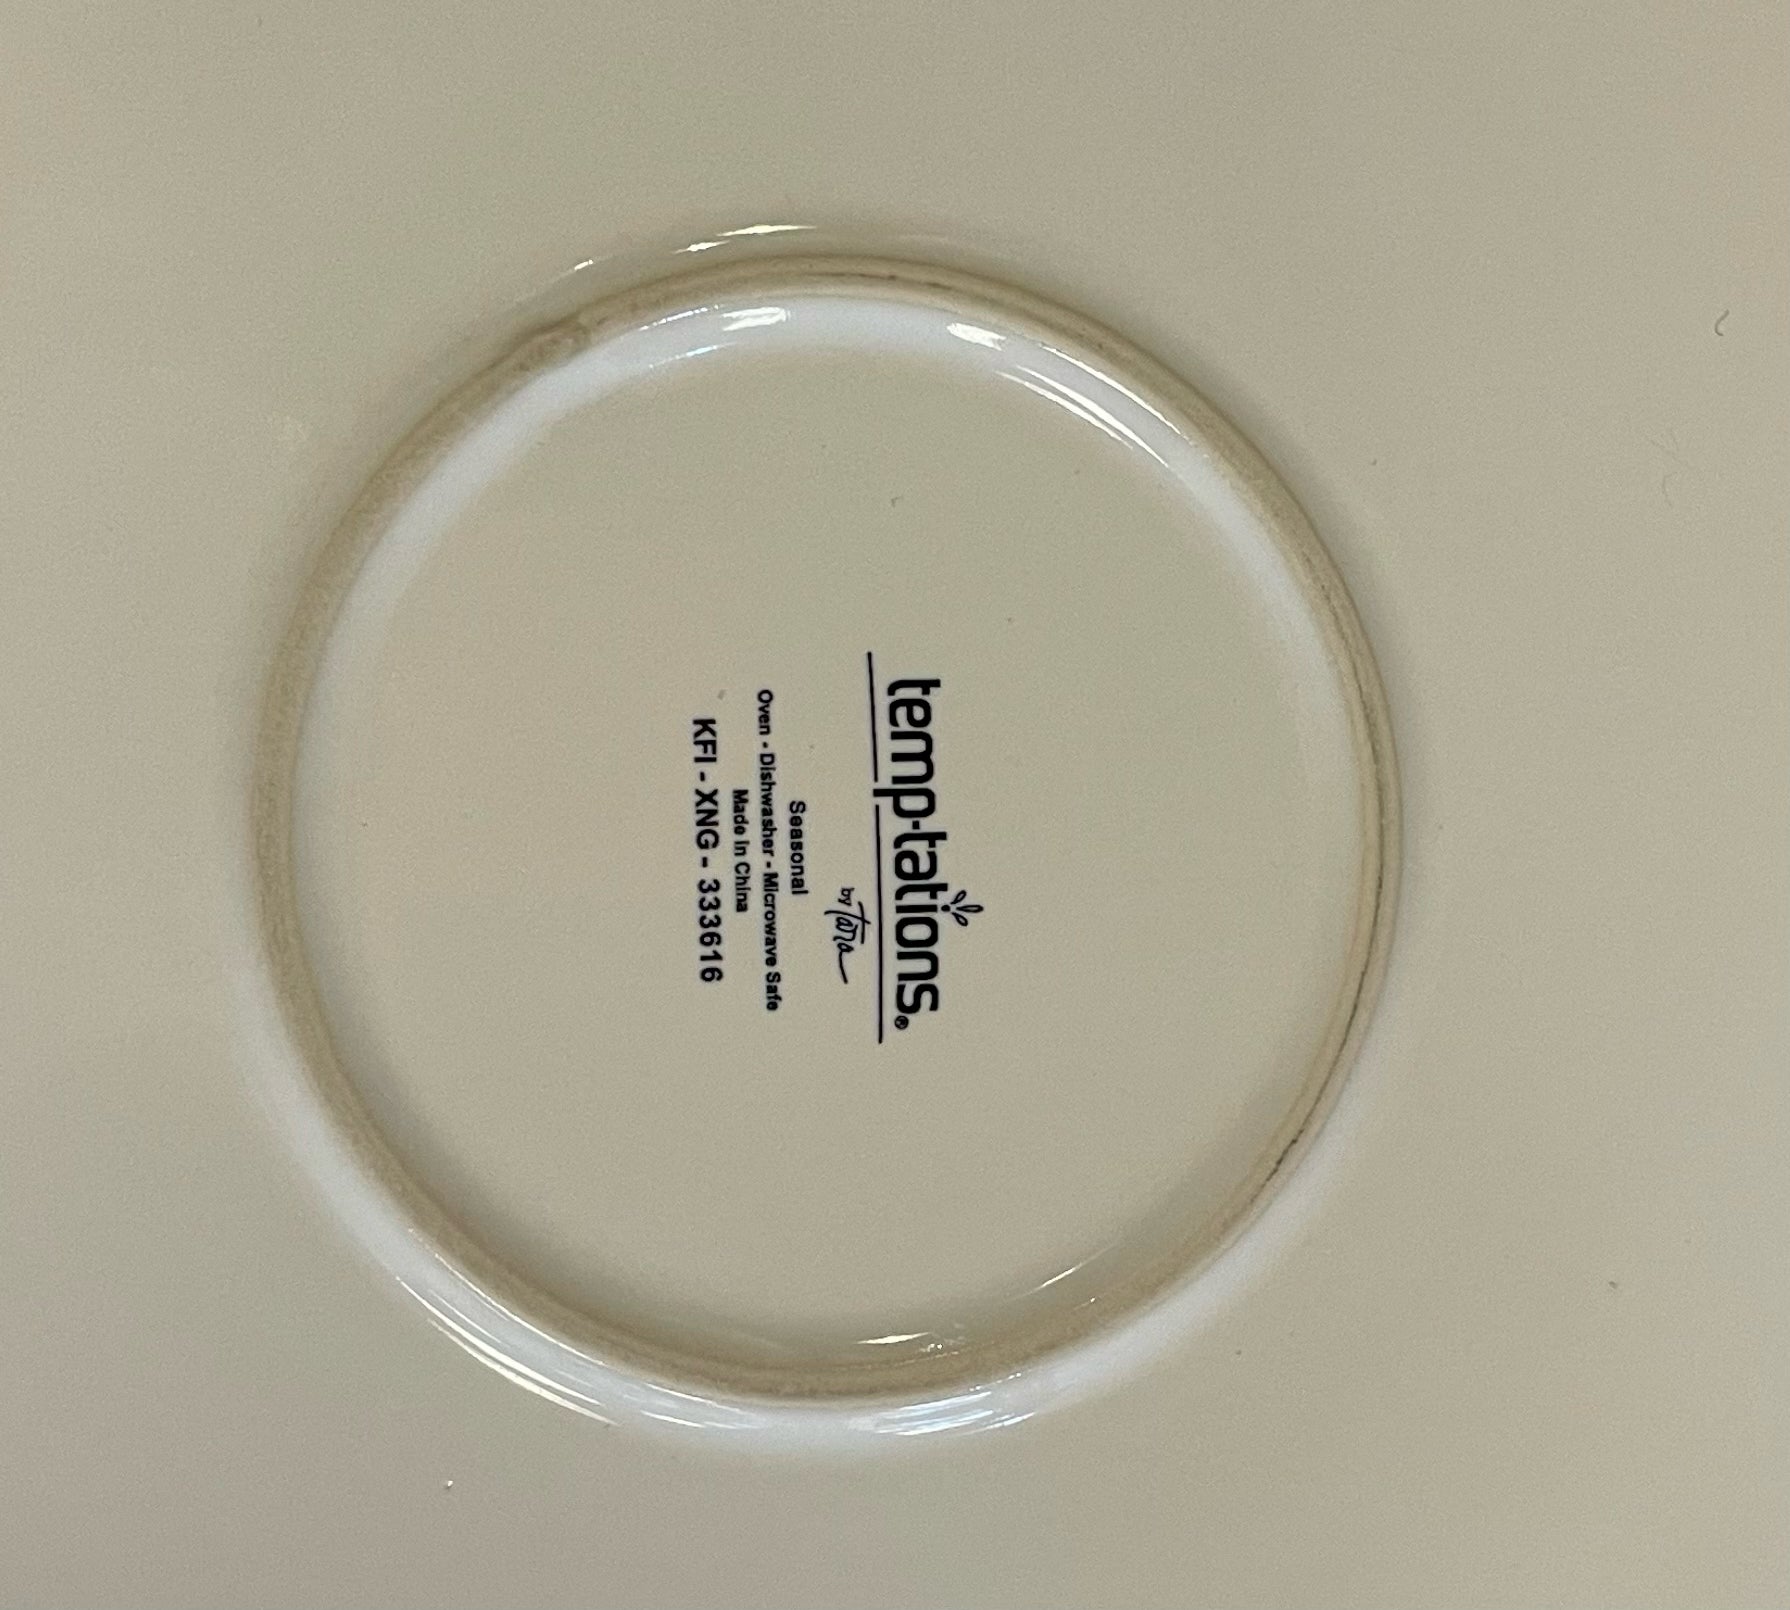 temp-tations®
by Tara
Seasonal
Oven - Dishwasher - Microwave Safe
Made In China
KFI - XNG - 333616